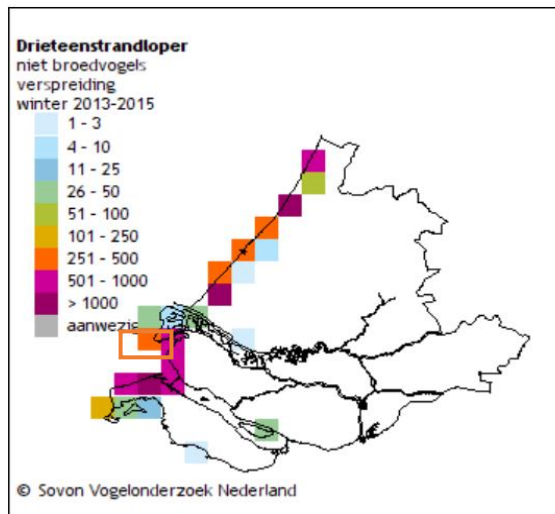 Drieteenstrandloper
niet broedvogels
verspreiding
winter 2013-2015
1 - 3
4 - 10
11 - 25
26 - 50
51 - 100
101 - 250
251 - 500
501 - 1000
> 1000
aanwezig
© Sovon Vogelonderzoek Nederland